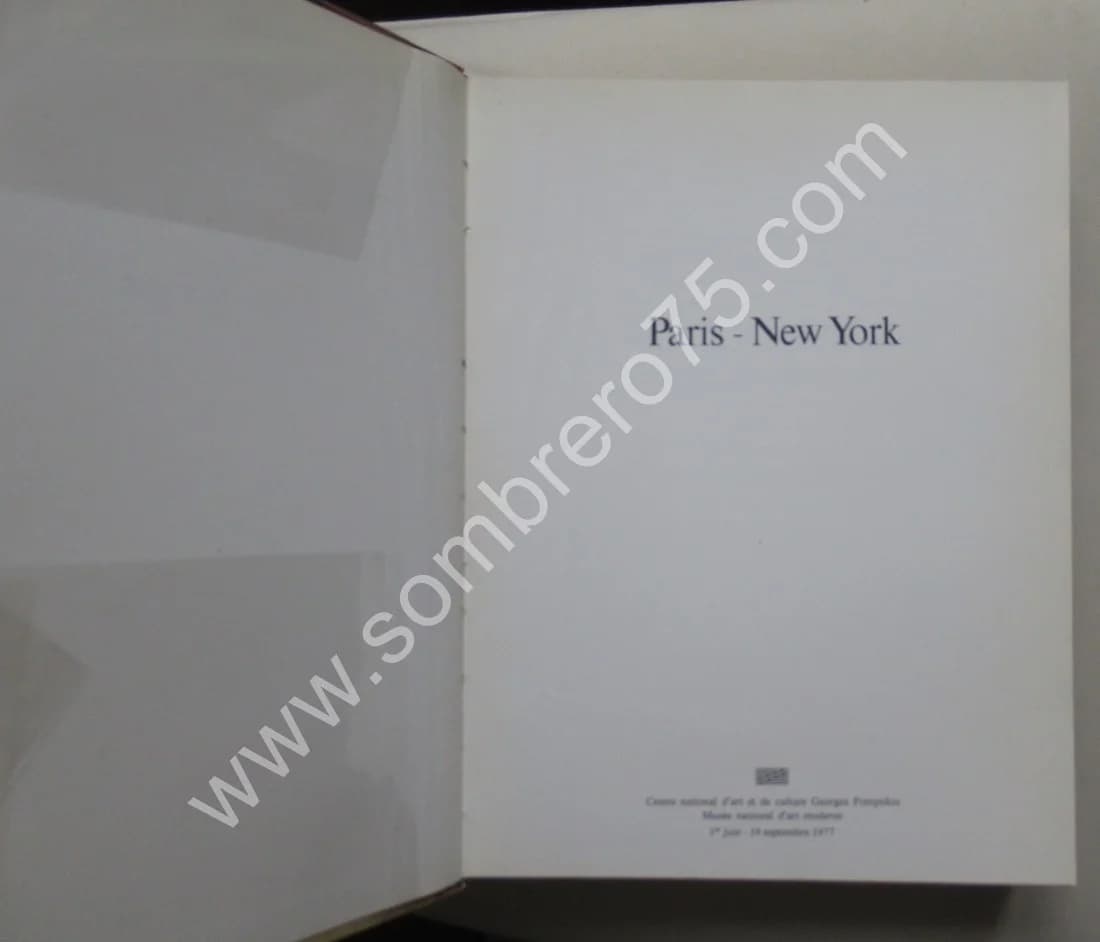 Paris - New York
www.sombrero75.com
Centre national d'art et de culture Georges Pompidou
Musée national d'art moderne
1er juin - 19 septembre 1977